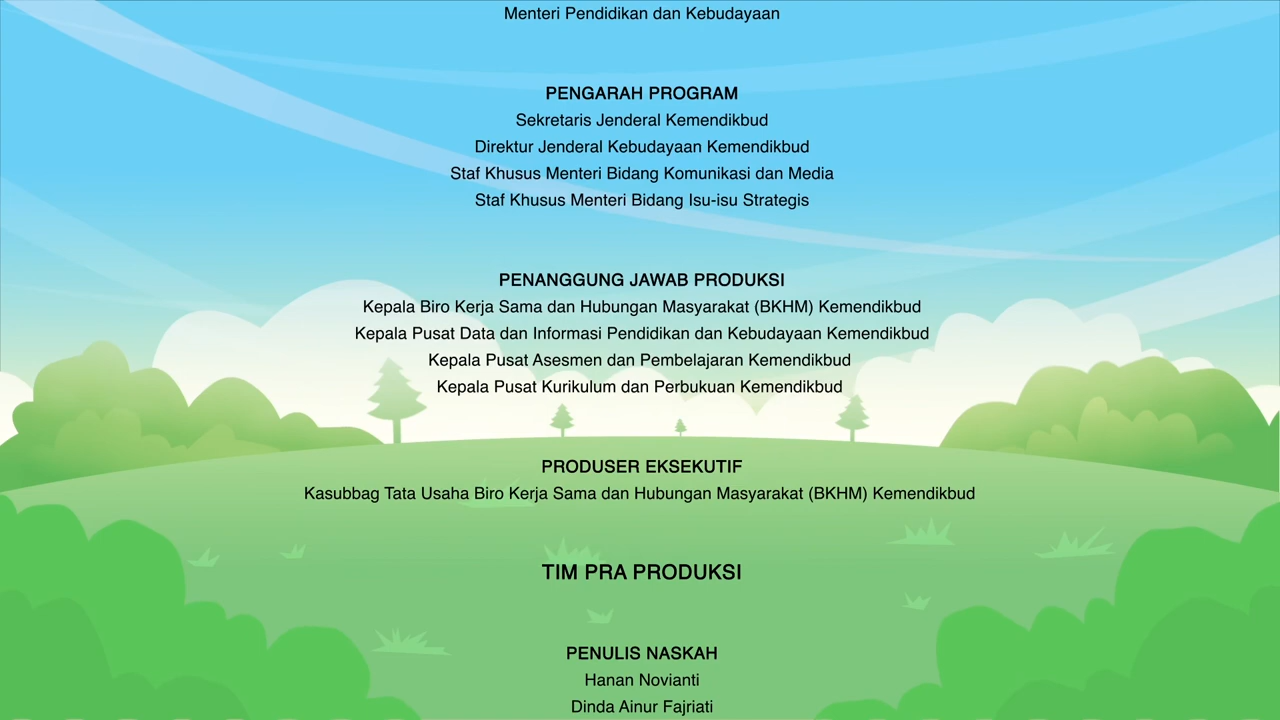 Menteri Pendidikan dan Kebudayaan
PENGARAH PROGRAM
Sekretaris Jenderal Kemendikbud
Direktur Jenderal Kebudayaan Kemendikbud
Staf Khusus Menteri Bidang Komunikasi dan Media
Staf Khusus Menteri Bidang Isu-isu Strategis
PENANGGUNG JAWAB PRODUKSI
Kepala Biro Kerja Sama dan Hubungan Masyarakat (BKHM) Kemendikbud
Kepala Pusat Data dan Informasi Pendidikan dan Kebudayaan Kemendikbud
Kepala Pusat Asesmen dan Pembelajaran Kemendikbud
Kepala Pusat Kurikulum dan Perbukuan Kemendikbud
PRODUSER EKSEKUTIF
Kasubbag Tata Usaha Biro Kerja Sama dan Hubungan Masyarakat (BKHM) Kemendikbud
TIM PRA PRODUKSI
PENULIS NASKAH
Hanan Novianti
Dinda Ainur Fajriati